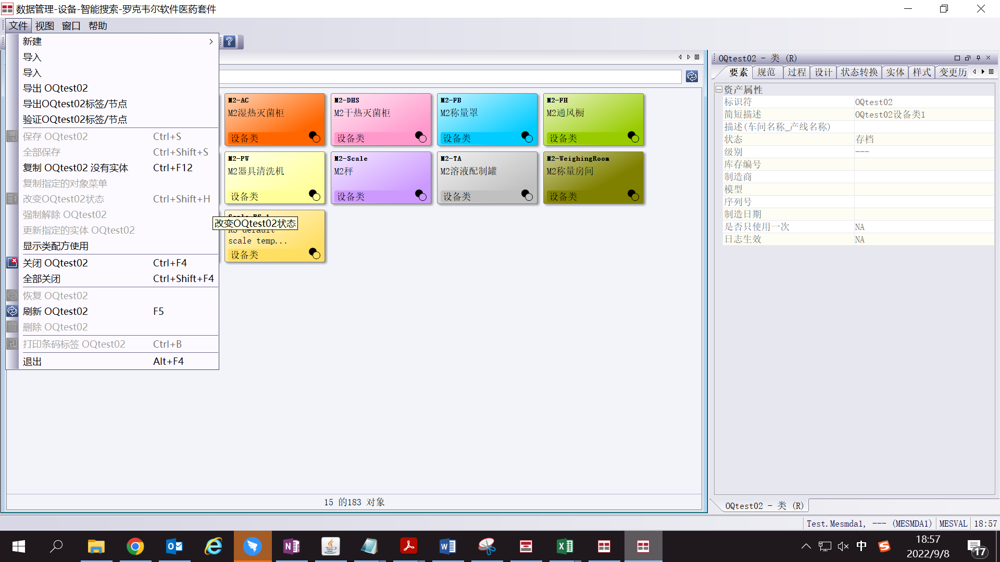 数据管理-设备-智能搜索-罗克韦尔软件医药套件
文件 视图 窗口 帮助
新建
导入
导入
导出 OQtest02
导出OQtest02标签/节点
验证OQtest02标签/节点
保存 OQtest02 Ctrl+S
全部保存 Ctrl+Shift+S
复制 OQtest02 没有实体 Ctrl+F12
复制指定的对象菜单
改变OQtest02状态 Ctrl+Shift+H
强制解除 OQtest02
更新指定的实体 OQtest02
显示类配方使用
关闭 OQtest02 Ctrl+F4
全部关闭 Ctrl+Shift+F4
恢复 OQtest02
刷新 OQtest02 F5
删除 OQtest02
打印条码标签 OQtest02 Ctrl+B
退出 Alt+F4
改变OQtest02状态
M2-AC
M2湿热灭菌柜
设备类
M2-DHS
M2干热灭菌柜
设备类
M2-FB
M2称量罩
设备类
M2-FH
M2通风橱
设备类
M2-PW
M2器具清洗机
设备类
M2-Scale
M2秤
设备类
M2-TA
M2溶液配制罐
设备类
M2-WeighingRoom
M2称量房间
设备类
scale temp...
设备类
15 的183 对象
OQtest02 - 类 (R)
要素 规范 过程 设计 状态转换 实体 样式 变更历
资产属性
标识符 OQtest02
简短描述 OQtest02设备类1
描述(车间名称_产线名称)
状态 存档
级别 ---
库存编号
制造商
模型
序列号
制造日期
是否只使用一次 NA
日志生效 NA
OQtest02 - 类 (R)
Test.Mesmda1, --- (MESMDA1) MESVAL 18:57
中
18:57
2022/9/8
17